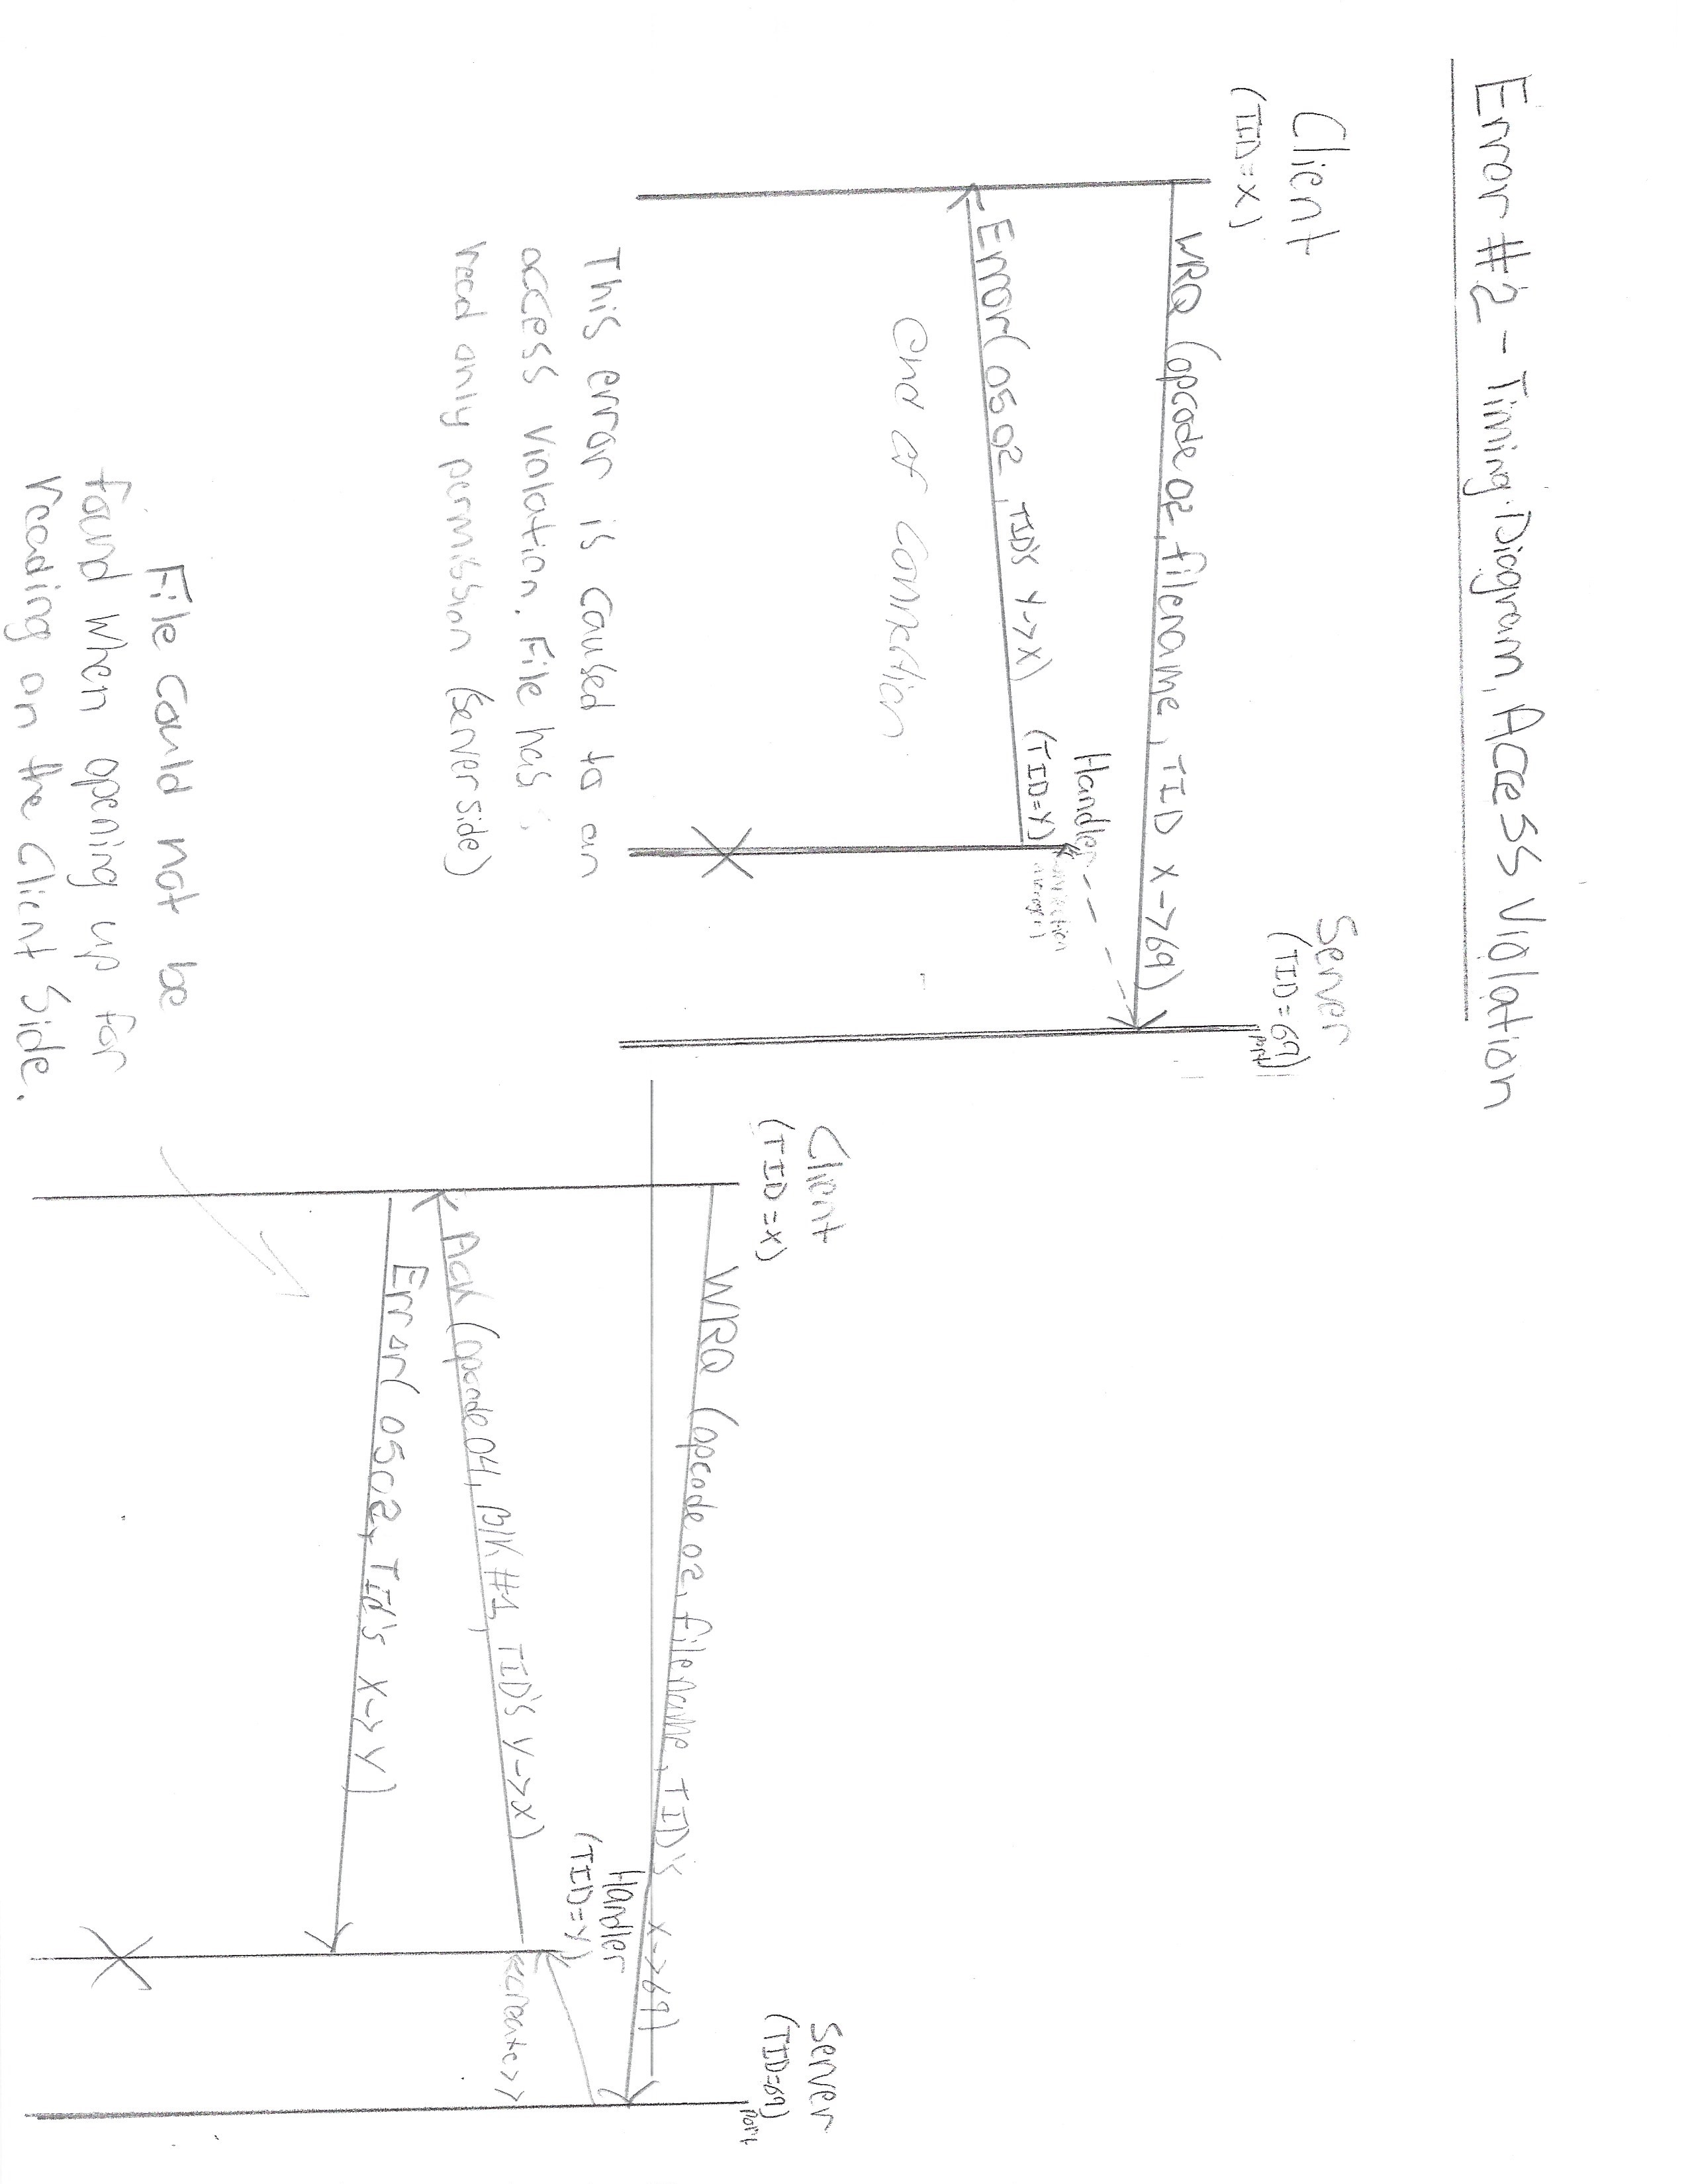 Error #2 - Timing Diagram, Access Violation
Client
(TID=X)
Server
(TID=69)
port
WRQ (opcode 02, filename, TID X->69)
Handler
(TID=Y)
Error( 05 02, TID's Y->X)
end of connection
This error is caused to an
access violation. File has
read only permission (server side)
Client
(TID=X)
Server
(TID=69)
port
WRQ (opcode 02, filename, TID's X->69)
Handler
(TID=Y)
<<create>>
Ack (opcode 04, Blk #1, TID's Y->X)
Error( 0502, TId's X->Y)
File could not be
found when opening up for
reading on the client side.